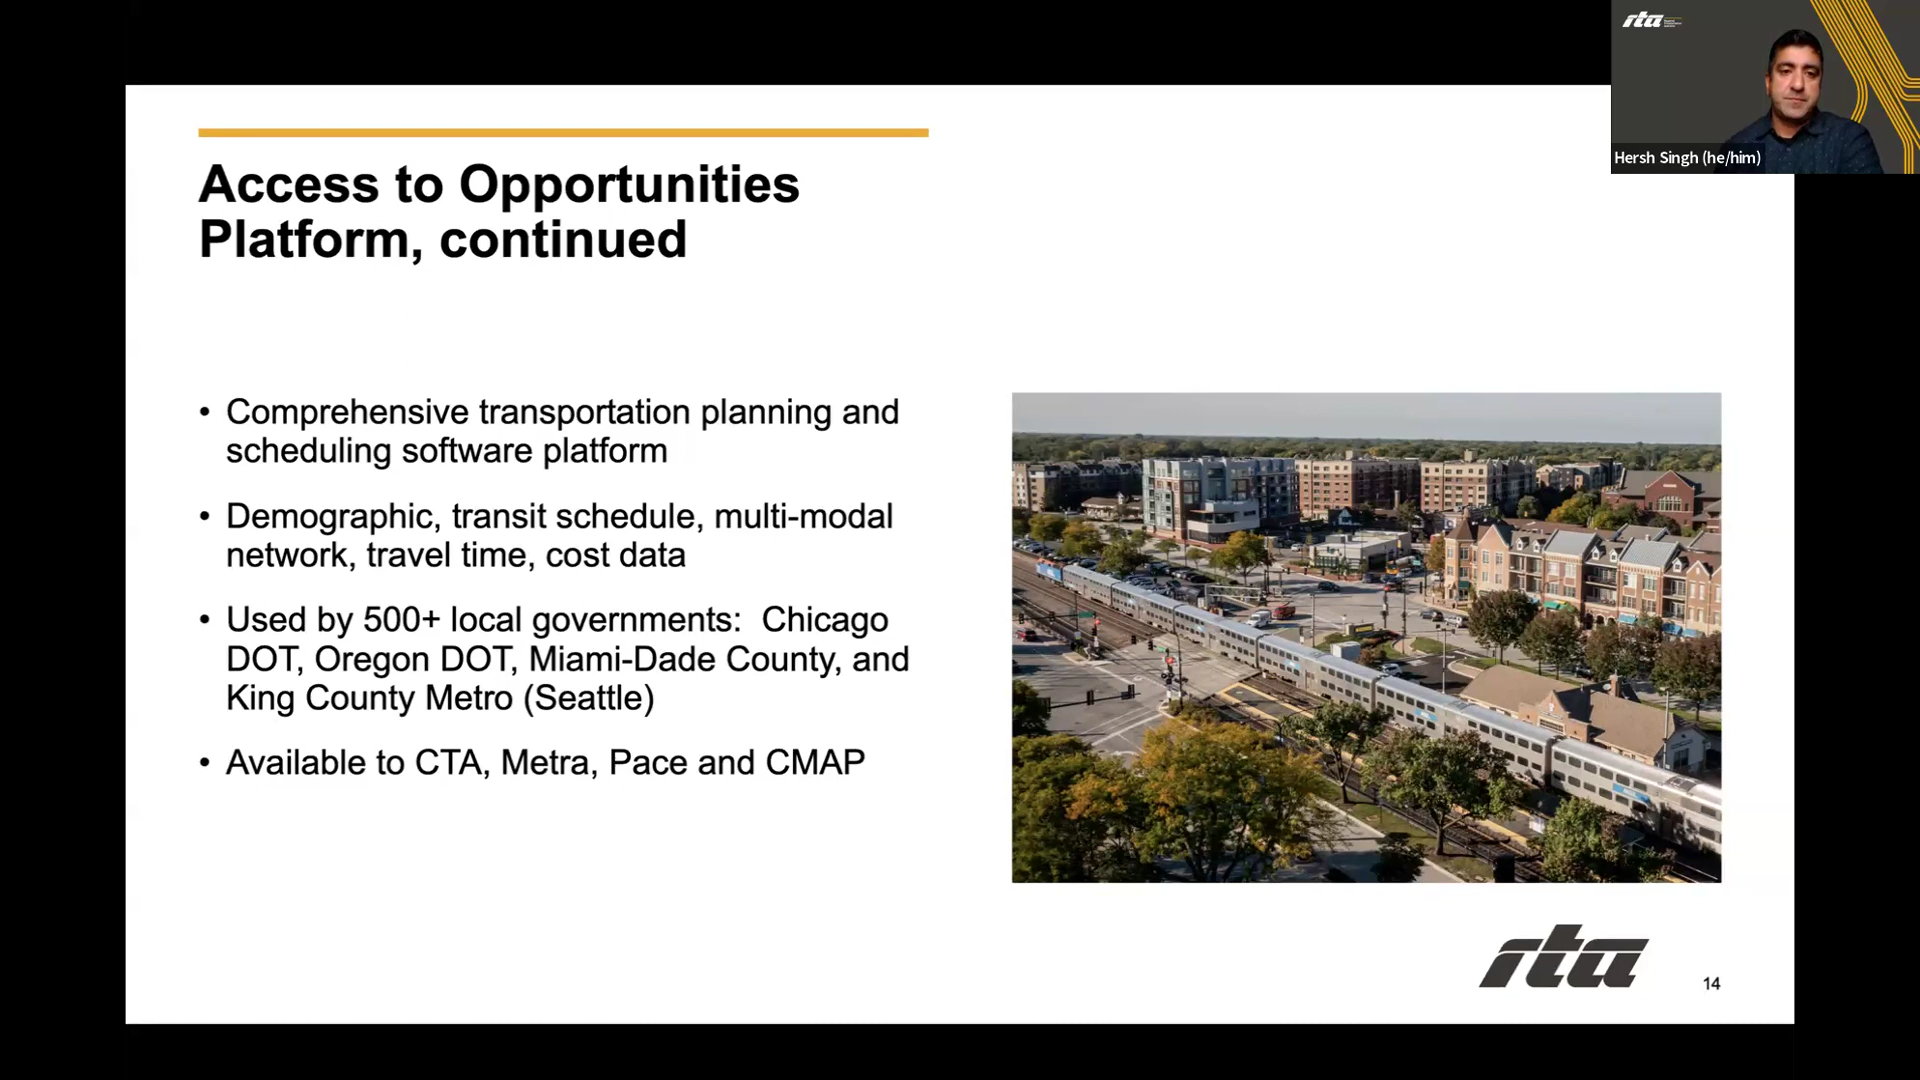 rta
Hersh Singh (he/him)
Access to Opportunities
Platform, continued
• Comprehensive transportation planning and
scheduling software platform
• Demographic, transit schedule, multi-modal
network, travel time, cost data
• Used by 500+ local governments:  Chicago
DOT, Oregon DOT, Miami-Dade County, and
King County Metro (Seattle)
• Available to CTA, Metra, Pace and CMAP
rta
14